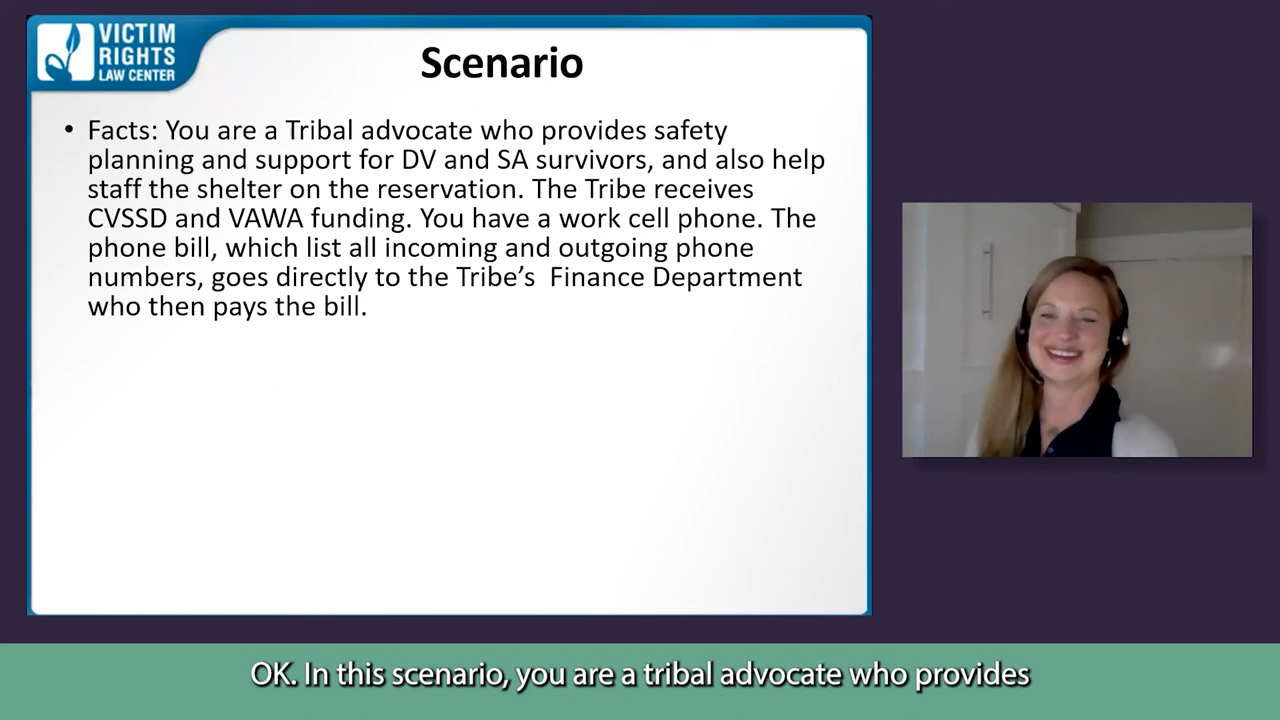 VICTIM
RIGHTS
LAW CENTER
Scenario
• Facts: You are a Tribal advocate who provides safety
planning and support for DV and SA survivors, and also help
staff the shelter on the reservation. The Tribe receives
CVSSD and VAWA funding. You have a work cell phone. The
phone bill, which list all incoming and outgoing phone
numbers, goes directly to the Tribe’s  Finance Department
who then pays the bill.
OK. In this scenario, you are a tribal advocate who provides